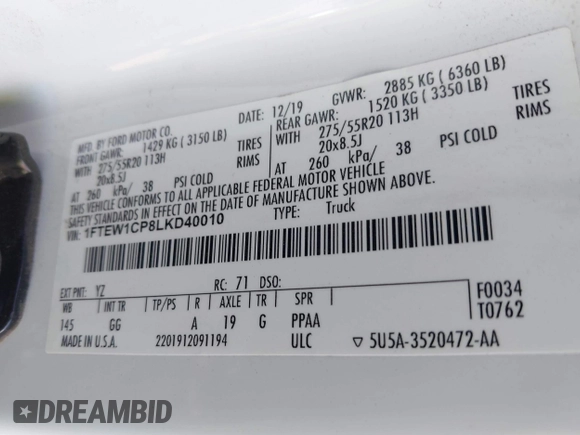 MFD. BY FORD MOTOR CO.
DATE: 12/19
GVWR: 2885 KG ( 6360 LB)
FRONT GAWR: 1429 KG ( 3150 LB)
REAR GAWR: 1520 KG ( 3350 LB)
WITH 275/55R20 113H TIRES
WITH 275/55R20 113H TIRES
20x8.5J RIMS
20x8.5J RIMS
AT 260 kPa/ 38 PSI COLD
AT 260 kPa/ 38 PSI COLD
THIS VEHICLE CONFORMS TO ALL APPLICABLE FEDERAL MOTOR VEHICLE
SAFETY STANDARDS IN EFFECT ON THE DATE OF MANUFACTURE SHOWN ABOVE.
VIN: 1FTEW1CP8LKD40010
TYPE: Truck
EXT PNT: YZ RC: 71 DSO:
WB INT TR TP/PS R AXLE TR SPR
145 GG A 19 G PPAA
F0034
T0762
MADE IN U.S.A. 2201912091194 ULC
▽ 5U5A-3520472-AA
DREAMBID